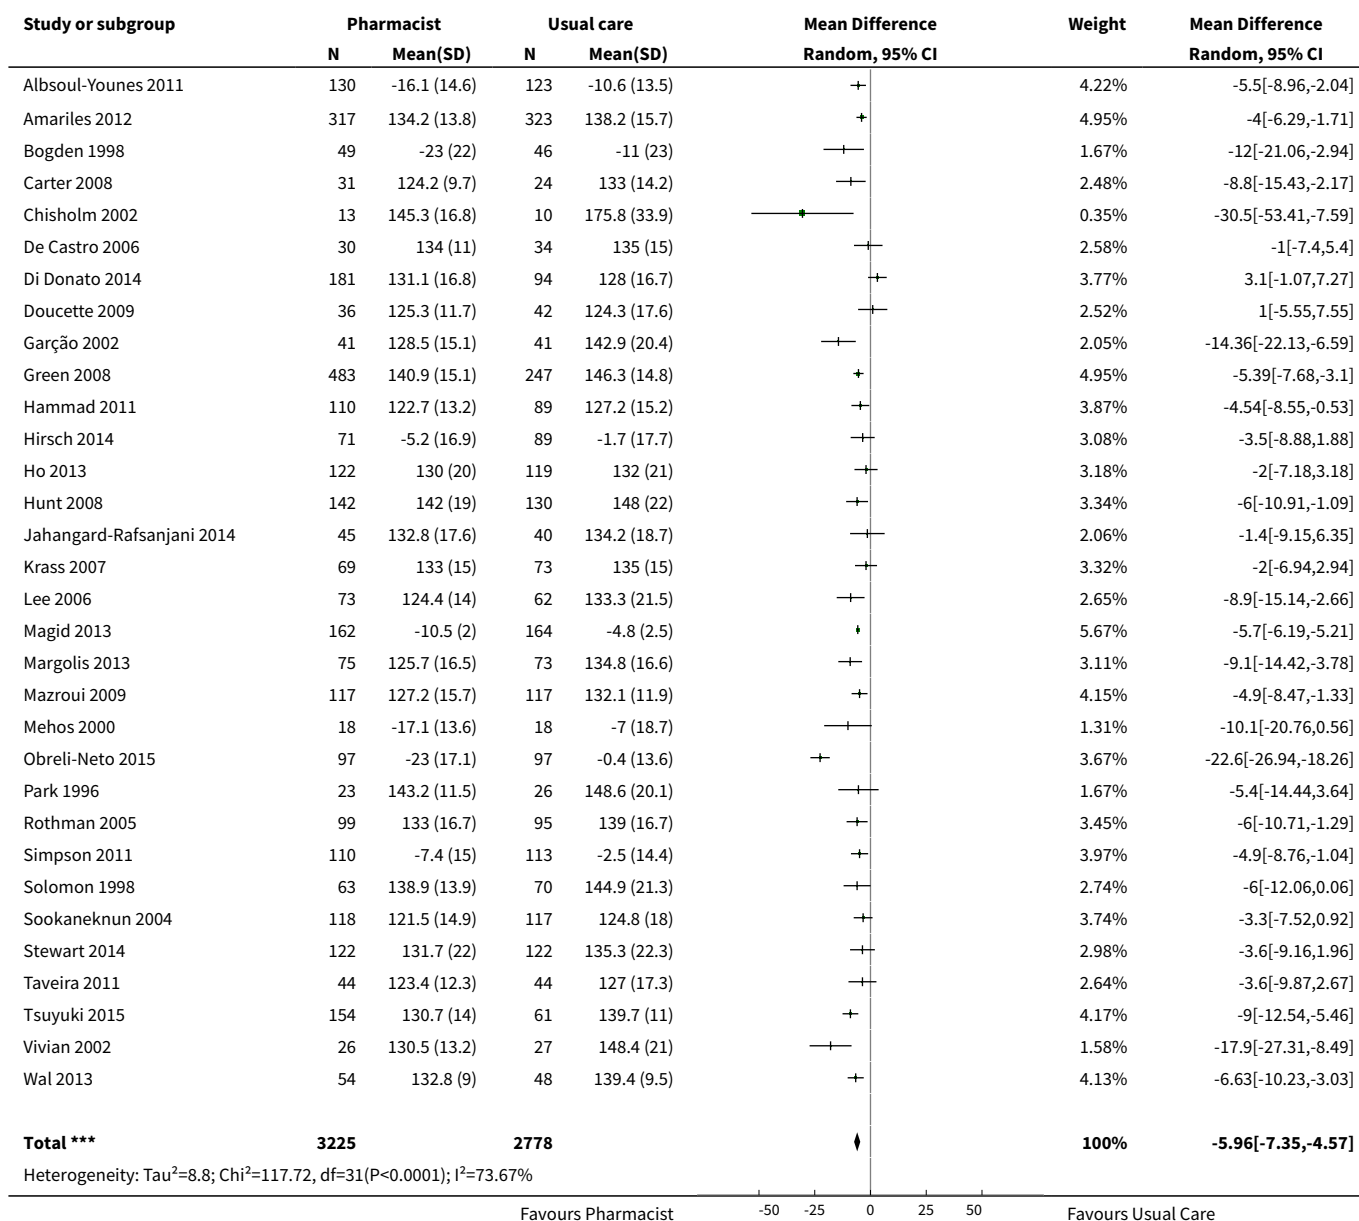 Study or subgroup Pharmacist Usual care Mean Difference Weight Mean Difference
N Mean(SD) N Mean(SD) Random, 95% CI Random, 95% CI
Albsoul-Younes 2011 130 -16.1 (14.6) 123 -10.6 (13.5) 4.22% -5.5[-8.96,-2.04]
Amariles 2012 317 134.2 (13.8) 323 138.2 (15.7) 4.95% -4[-6.29,-1.71]
Bogden 1998 49 -23 (22) 46 -11 (23) 1.67% -12[-21.06,-2.94]
Carter 2008 31 124.2 (9.7) 24 133 (14.2) 2.48% -8.8[-15.43,-2.17]
Chisholm 2002 13 145.3 (16.8) 10 175.8 (33.9) 0.35% -30.5[-53.41,-7.59]
De Castro 2006 30 134 (11) 34 135 (15) 2.58% -1[-7.4,5.4]
Di Donato 2014 181 131.1 (16.8) 94 128 (16.7) 3.77% 3.1[-1.07,7.27]
Doucette 2009 36 125.3 (11.7) 42 124.3 (17.6) 2.52% 1[-5.55,7.55]
Garção 2002 41 128.5 (15.1) 41 142.9 (20.4) 2.05% -14.36[-22.13,-6.59]
Green 2008 483 140.9 (15.1) 247 146.3 (14.8) 4.95% -5.39[-7.68,-3.1]
Hammad 2011 110 122.7 (13.2) 89 127.2 (15.2) 3.87% -4.54[-8.55,-0.53]
Hirsch 2014 71 -5.2 (16.9) 89 -1.7 (17.7) 3.08% -3.5[-8.88,1.88]
Ho 2013 122 130 (20) 119 132 (21) 3.18% -2[-7.18,3.18]
Hunt 2008 142 142 (19) 130 148 (22) 3.34% -6[-10.91,-1.09]
Jahangard-Rafsanjani 2014 45 132.8 (17.6) 40 134.2 (18.7) 2.06% -1.4[-9.15,6.35]
Krass 2007 69 133 (15) 73 135 (15) 3.32% -2[-6.94,2.94]
Lee 2006 73 124.4 (14) 62 133.3 (21.5) 2.65% -8.9[-15.14,-2.66]
Magid 2013 162 -10.5 (2) 164 -4.8 (2.5) 5.67% -5.7[-6.19,-5.21]
Margolis 2013 75 125.7 (16.5) 73 134.8 (16.6) 3.11% -9.1[-14.42,-3.78]
Mazroui 2009 117 127.2 (15.7) 117 132.1 (11.9) 4.15% -4.9[-8.47,-1.33]
Mehos 2000 18 -17.1 (13.6) 18 -7 (18.7) 1.31% -10.1[-20.76,0.56]
Obreli-Neto 2015 97 -23 (17.1) 97 -0.4 (13.6) 3.67% -22.6[-26.94,-18.26]
Park 1996 23 143.2 (11.5) 26 148.6 (20.1) 1.67% -5.4[-14.44,3.64]
Rothman 2005 99 133 (16.7) 95 139 (16.7) 3.45% -6[-10.71,-1.29]
Simpson 2011 110 -7.4 (15) 113 -2.5 (14.4) 3.97% -4.9[-8.76,-1.04]
Solomon 1998 63 138.9 (13.9) 70 144.9 (21.3) 2.74% -6[-12.06,0.06]
Sookaneknun 2004 118 121.5 (14.9) 117 124.8 (18) 3.74% -3.3[-7.52,0.92]
Stewart 2014 122 131.7 (22) 122 135.3 (22.3) 2.98% -3.6[-9.16,1.96]
Taveira 2011 44 123.4 (12.3) 44 127 (17.3) 2.64% -3.6[-9.87,2.67]
Tsuyuki 2015 154 130.7 (14) 61 139.7 (11) 4.17% -9[-12.54,-5.46]
Vivian 2002 26 130.5 (13.2) 27 148.4 (21) 1.58% -17.9[-27.31,-8.49]
Wal 2013 54 132.8 (9) 48 139.4 (9.5) 4.13% -6.63[-10.23,-3.03]
Total *** 3225 2778 100% -5.96[-7.35,-4.57]
Heterogeneity: Tau²=8.8; Chi²=117.72, df=31(P<0.0001); I²=73.67%
Favours Pharmacist -50 -25 0 25 50 Favours Usual Care